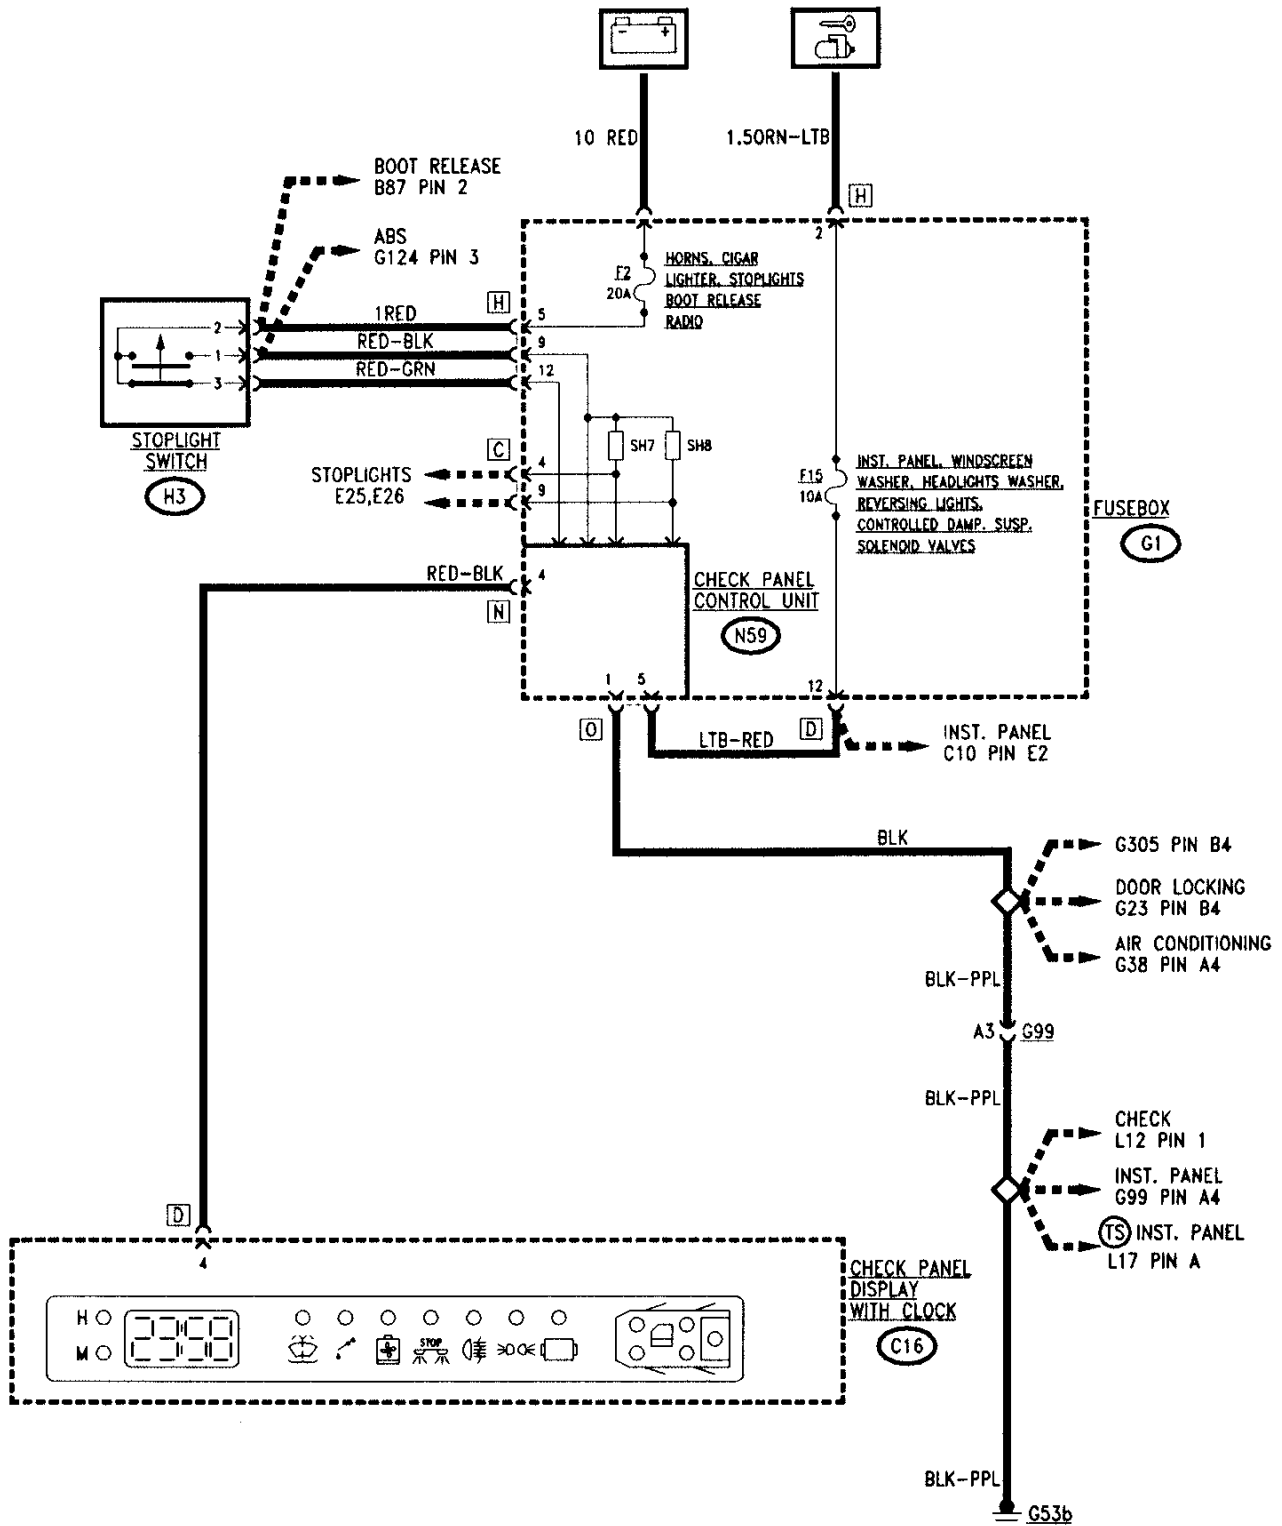 - +
10 RED
1.5ORN-LTB
BOOT RELEASE
B87 PIN 2
H
2
ABS
G124 PIN 3
HORNS, CIGAR
LIGHTER, STOPLIGHTS
BOOT RELEASE
RADIO
F2
20A
H
5
1RED
2
RED-BLK
9
1
RED-GRN
12
3
STOPLIGHT
SWITCH
H3
SH7
SH8
C
4
STOPLIGHTS
E25,E26
9
F15
10A
INST. PANEL, WINDSCREEN
WASHER, HEADLIGHTS WASHER,
REVERSING LIGHTS,
CONTROLLED DAMP. SUSP.
SOLENOID VALVES
FUSEBOX
G1
RED-BLK
4
N
CHECK PANEL
CONTROL UNIT
N59
1
5
12
O
LTB-RED
D
INST. PANEL
C10 PIN E2
BLK
G305 PIN B4
DOOR LOCKING
G23 PIN B4
AIR CONDITIONING
G38 PIN A4
BLK-PPL
A3
G99
BLK-PPL
CHECK
L12 PIN 1
INST. PANEL
G99 PIN A4
TS INST. PANEL
L17 PIN A
D
4
CHECK PANEL
DISPLAY
WITH CLOCK
C16
H
M
23:58
STOP
BLK-PPL
G53b